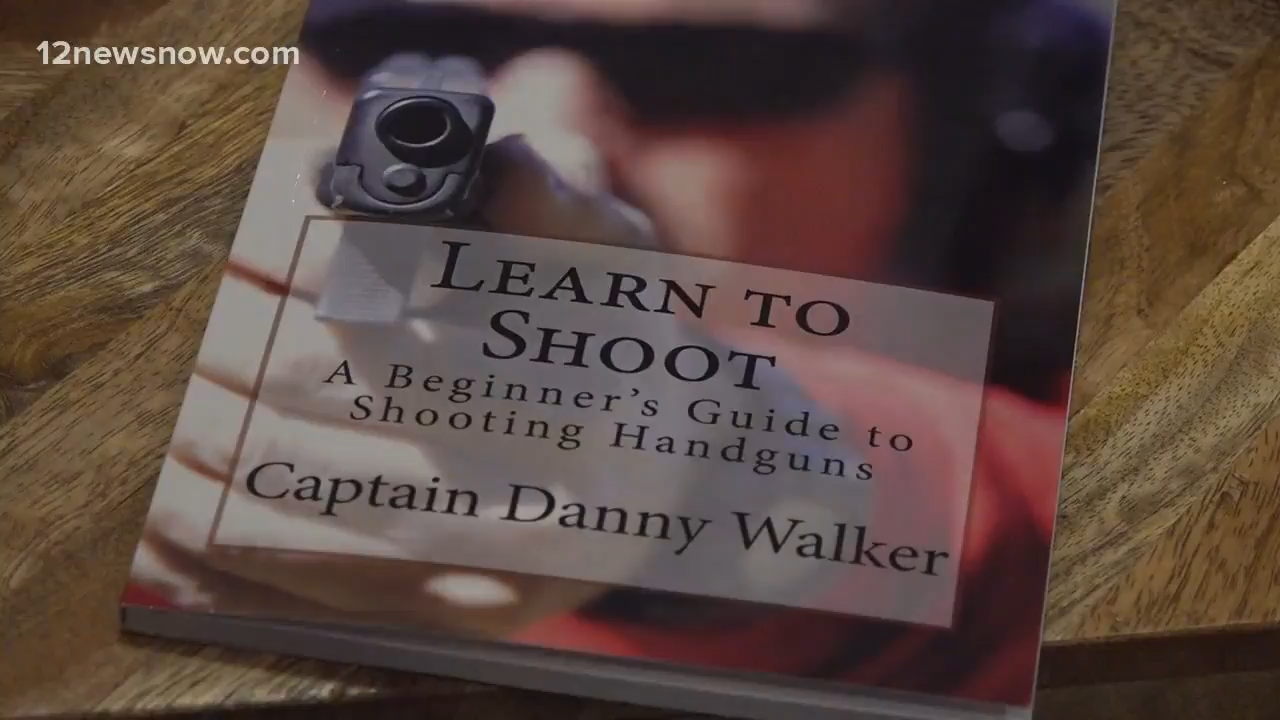 12newsnow.com
LEARN TO
SHOOT
A Beginner's Guide to
Shooting Handguns
Captain Danny Walker